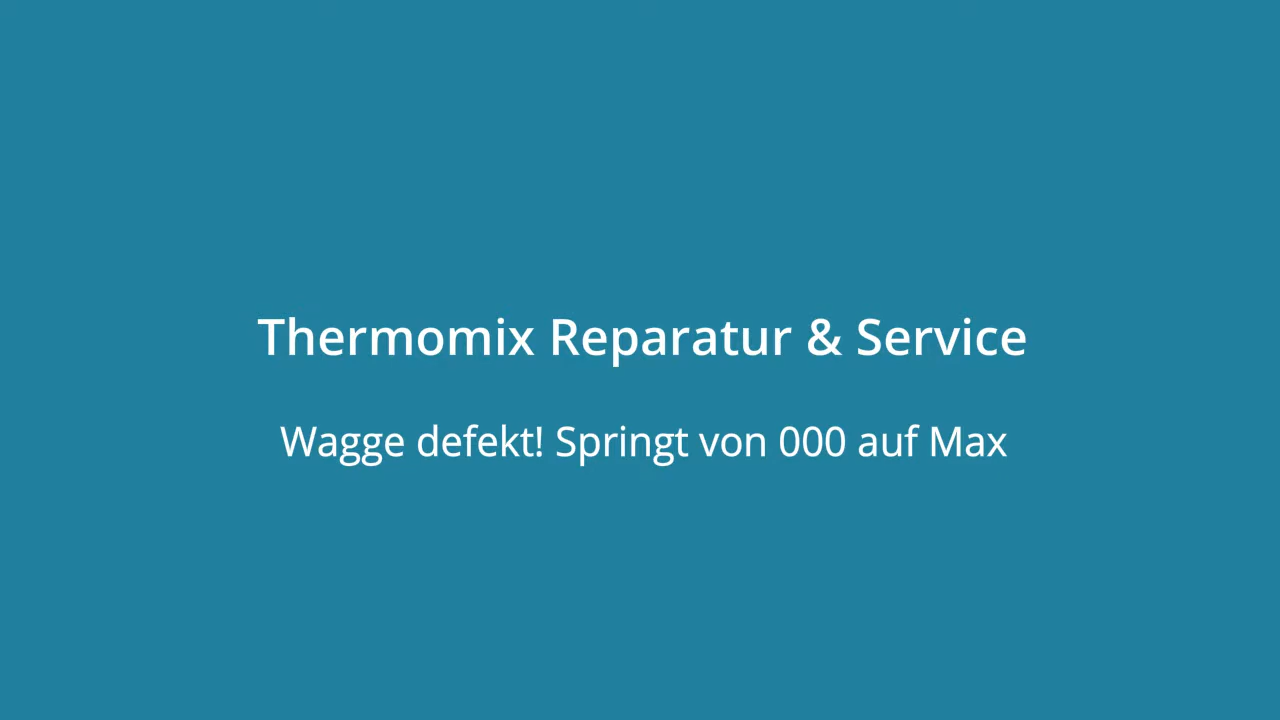 Thermomix Reparatur & Service
Wagge defekt! Springt von 000 auf Max